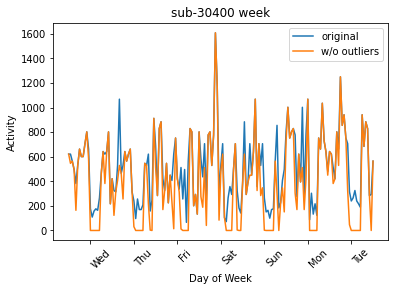 sub-30400 week
original
w/o outliers
1600
1400
1200
1000
800
600
400
200
0
Activity
Wed
Thu
Fri
Sat
Sun
Mon
Tue
Day of Week